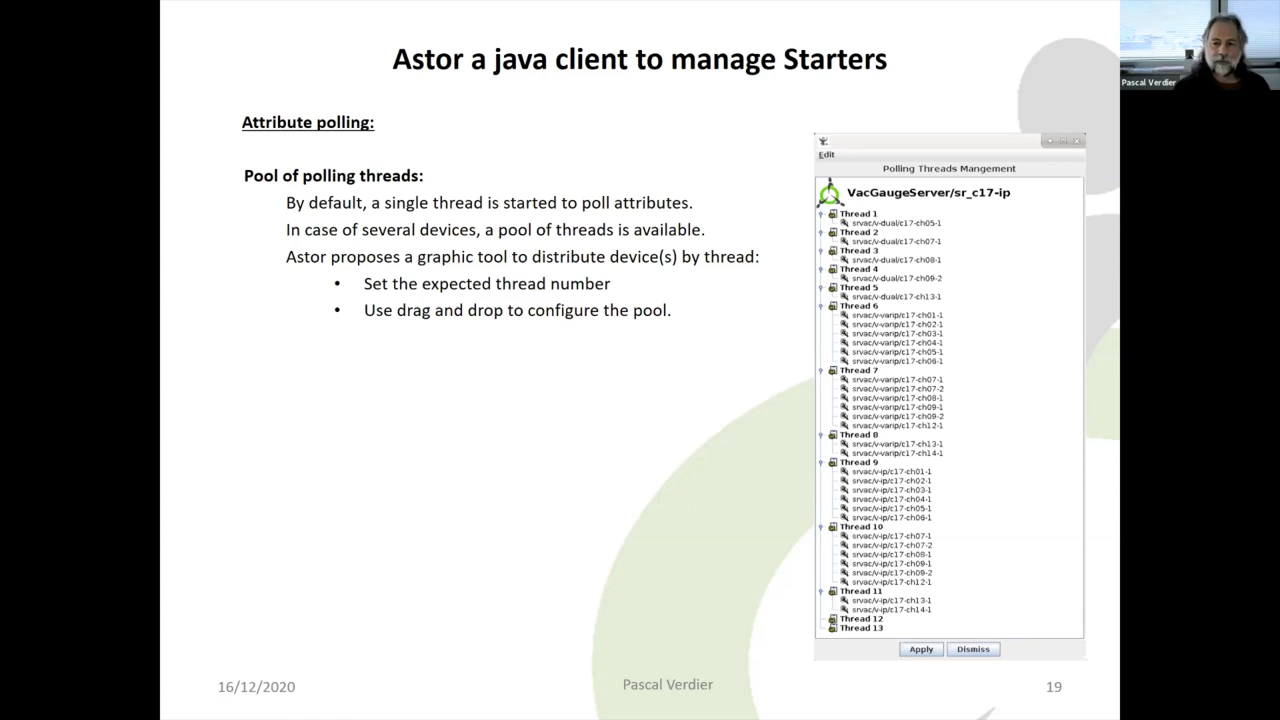 Astor a java client to manage Starters
Pascal Verdier
Attribute polling:
Pool of polling threads:
By default, a single thread is started to poll attributes.
In case of several devices, a pool of threads is available.
Astor proposes a graphic tool to distribute device(s) by thread:
• Set the expected thread number
• Use drag and drop to configure the pool.
Edit
Polling Threads Mangement
VacGaugeServer/sr_c17-ip
Thread 1
srvac/v-dual/c17-ch05-1
Thread 2
srvac/v-dual/c17-ch07-1
Thread 3
srvac/v-dual/c17-ch08-1
Thread 4
srvac/v-dual/c17-ch09-2
Thread 5
srvac/v-dual/c17-ch13-1
Thread 6
srvac/v-varip/c17-ch01-1
srvac/v-varip/c17-ch02-1
srvac/v-varip/c17-ch03-1
srvac/v-varip/c17-ch04-1
srvac/v-varip/c17-ch05-1
srvac/v-varip/c17-ch06-1
Thread 7
srvac/v-varip/c17-ch07-1
srvac/v-varip/c17-ch07-2
srvac/v-varip/c17-ch08-1
srvac/v-varip/c17-ch09-1
srvac/v-varip/c17-ch09-2
srvac/v-varip/c17-ch12-1
Thread 8
srvac/v-varip/c17-ch13-1
srvac/v-varip/c17-ch14-1
Thread 9
srvac/v-ip/c17-ch01-1
srvac/v-ip/c17-ch02-1
srvac/v-ip/c17-ch03-1
srvac/v-ip/c17-ch04-1
srvac/v-ip/c17-ch05-1
srvac/v-ip/c17-ch06-1
Thread 10
srvac/v-ip/c17-ch07-1
srvac/v-ip/c17-ch07-2
srvac/v-ip/c17-ch08-1
srvac/v-ip/c17-ch09-1
srvac/v-ip/c17-ch09-2
srvac/v-ip/c17-ch12-1
Thread 11
srvac/v-ip/c17-ch13-1
srvac/v-ip/c17-ch14-1
Thread 12
Thread 13
Apply
Dismiss
16/12/2020
Pascal Verdier
19